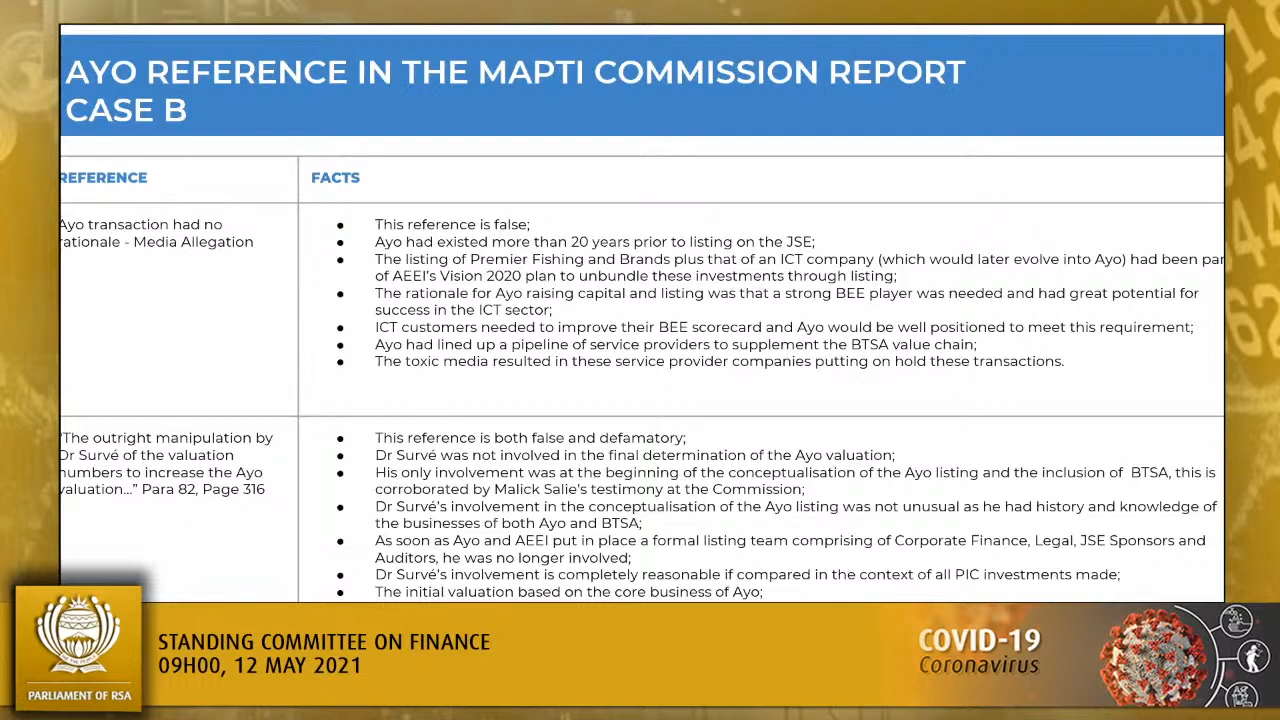 AYO REFERENCE IN THE MAPTI COMMISSION REPORT
CASE B
REFERENCE
FACTS
Ayo transaction had no
rationale - Media Allegation
● This reference is false;
● Ayo had existed more than 20 years prior to listing on the JSE;
● The listing of Premier Fishing and Brands plus that of an ICT company (which would later evolve into Ayo) had been par
of AEEI's Vision 2020 plan to unbundle these investments through listing;
● The rationale for Ayo raising capital and listing was that a strong BEE player was needed and had great potential for
success in the ICT sector;
● ICT customers needed to improve their BEE scorecard and Ayo would be well positioned to meet this requirement;
● Ayo had lined up a pipeline of service providers to supplement the BTSA value chain;
● The toxic media resulted in these service provider companies putting on hold these transactions.
"The outright manipulation by
Dr Survé of the valuation
numbers to increase the Ayo
valuation..." Para 82, Page 316
● This reference is both false and defamatory;
● Dr Survé was not involved in the final determination of the Ayo valuation;
● His only involvement was at the beginning of the conceptualisation of the Ayo listing and the inclusion of BTSA, this is
corroborated by Malick Salie's testimony at the Commission;
● Dr Survé's involvement in the conceptualisation of the Ayo listing was not unusual as he had history and knowledge of
the businesses of both Ayo and BTSA;
● As soon as Ayo and AEEI put in place a formal listing team comprising of Corporate Finance, Legal, JSE Sponsors and
Auditors, he was no longer involved;
● Dr Survé's involvement is completely reasonable if compared in the context of all PIC investments made;
● The initial valuation based on the core business of Ayo;
PARLIAMENT OF RSA
STANDING COMMITTEE ON FINANCE
09H00, 12 MAY 2021
COVID-19
Coronavirus